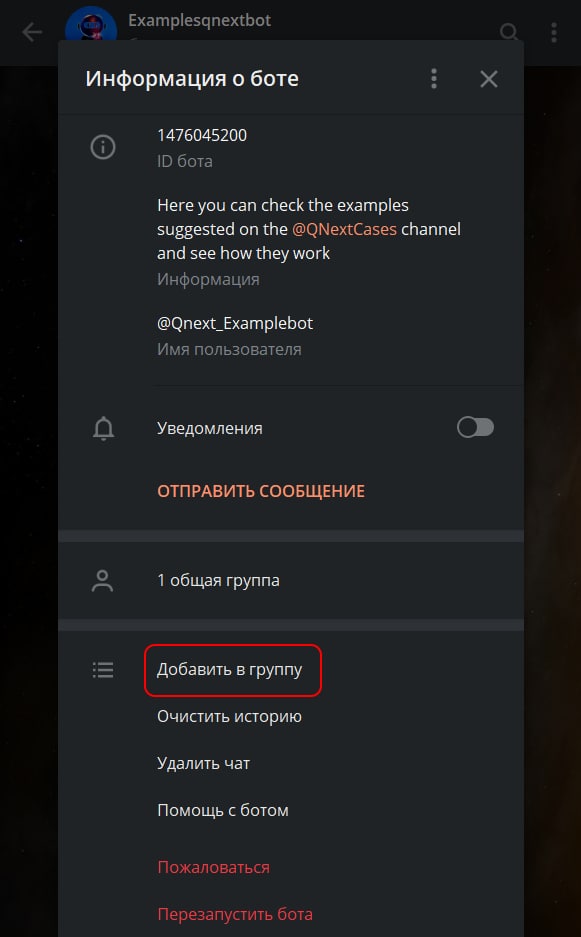 Examplesqnextbot
Информация о боте
1476045200
ID бота
Here you can check the examples
suggested on the @QNextCases channel
and see how they work
Информация
@Qnext_Examplebot
Имя пользователя
Уведомления
ОТПРАВИТЬ СООБЩЕНИЕ
1 общая группа
Добавить в группу
Очистить историю
Удалить чат
Помощь с ботом
Пожаловаться
Перезапустить бота